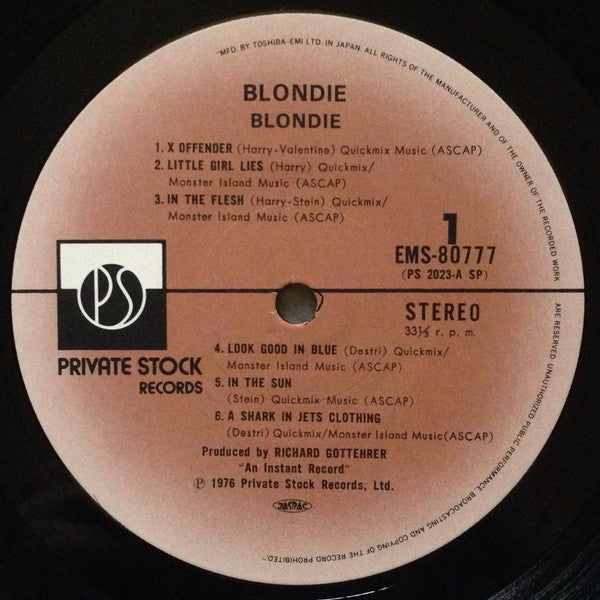 "MFD BY TOSHIBA-EMI LTD. IN JAPAN. ALL RIGHTS OF THE MANUFACTURER AND OF THE OWNER OF THE RECORDED WORK ARE RESERVED UNAUTHORIZED PUBLIC PERFORMANCE BROADCASTING AND COPYING OF THIS RECORD PROHIBITED"
BLONDIE
BLONDIE
1. X OFFENDER (Harry-Valentine) Quickmix Music (ASCAP)
2. LITTLE GIRL LIES (Harry) Quickmix/
Monster Island Music (ASCAP)
3. IN THE FLESH (Harry-Stein) Quickmix/
Monster Island Music (ASCAP)
1
EMS-80777
(PS 2023-A SP)
PS
PRIVATE STOCK
RECORDS
STEREO
33⅓ r. p. m.
4. LOOK GOOD IN BLUE (Destri) Quickmix/
Monster Island Music (ASCAP)
5. IN THE SUN
(Stein) Quickmix Music (ASCAP)
6. A SHARK IN JETS CLOTHING
(Destri) Quickmix/Monster Island Music(ASCAP)
Produced by RICHARD GOTTEHRER
"An Instant Record"
Ⓟ 1976 Private Stock Records, Ltd.
JASRAC